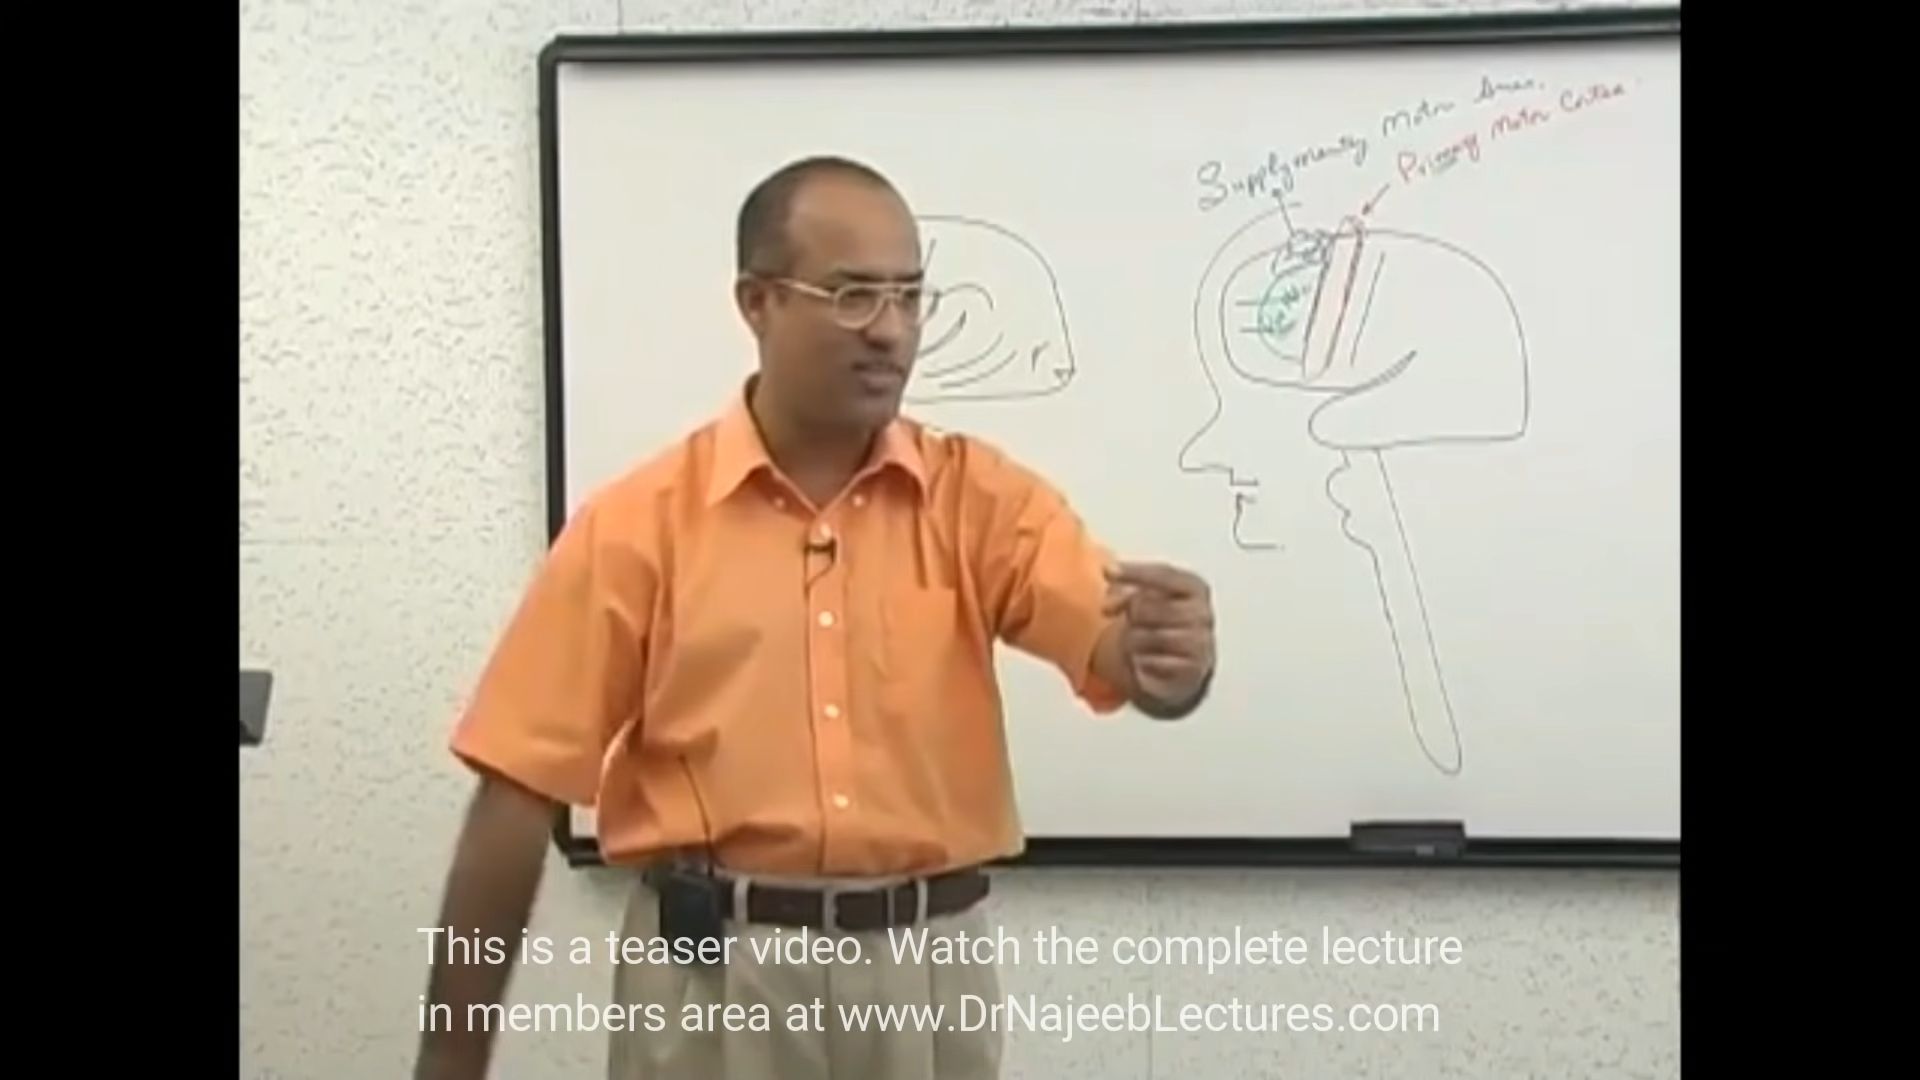 Supplymenty Motor Area.
Primary Motor Cortex
This is a teaser video. Watch the complete lecture
in members area at www.DrNajeebLectures.com